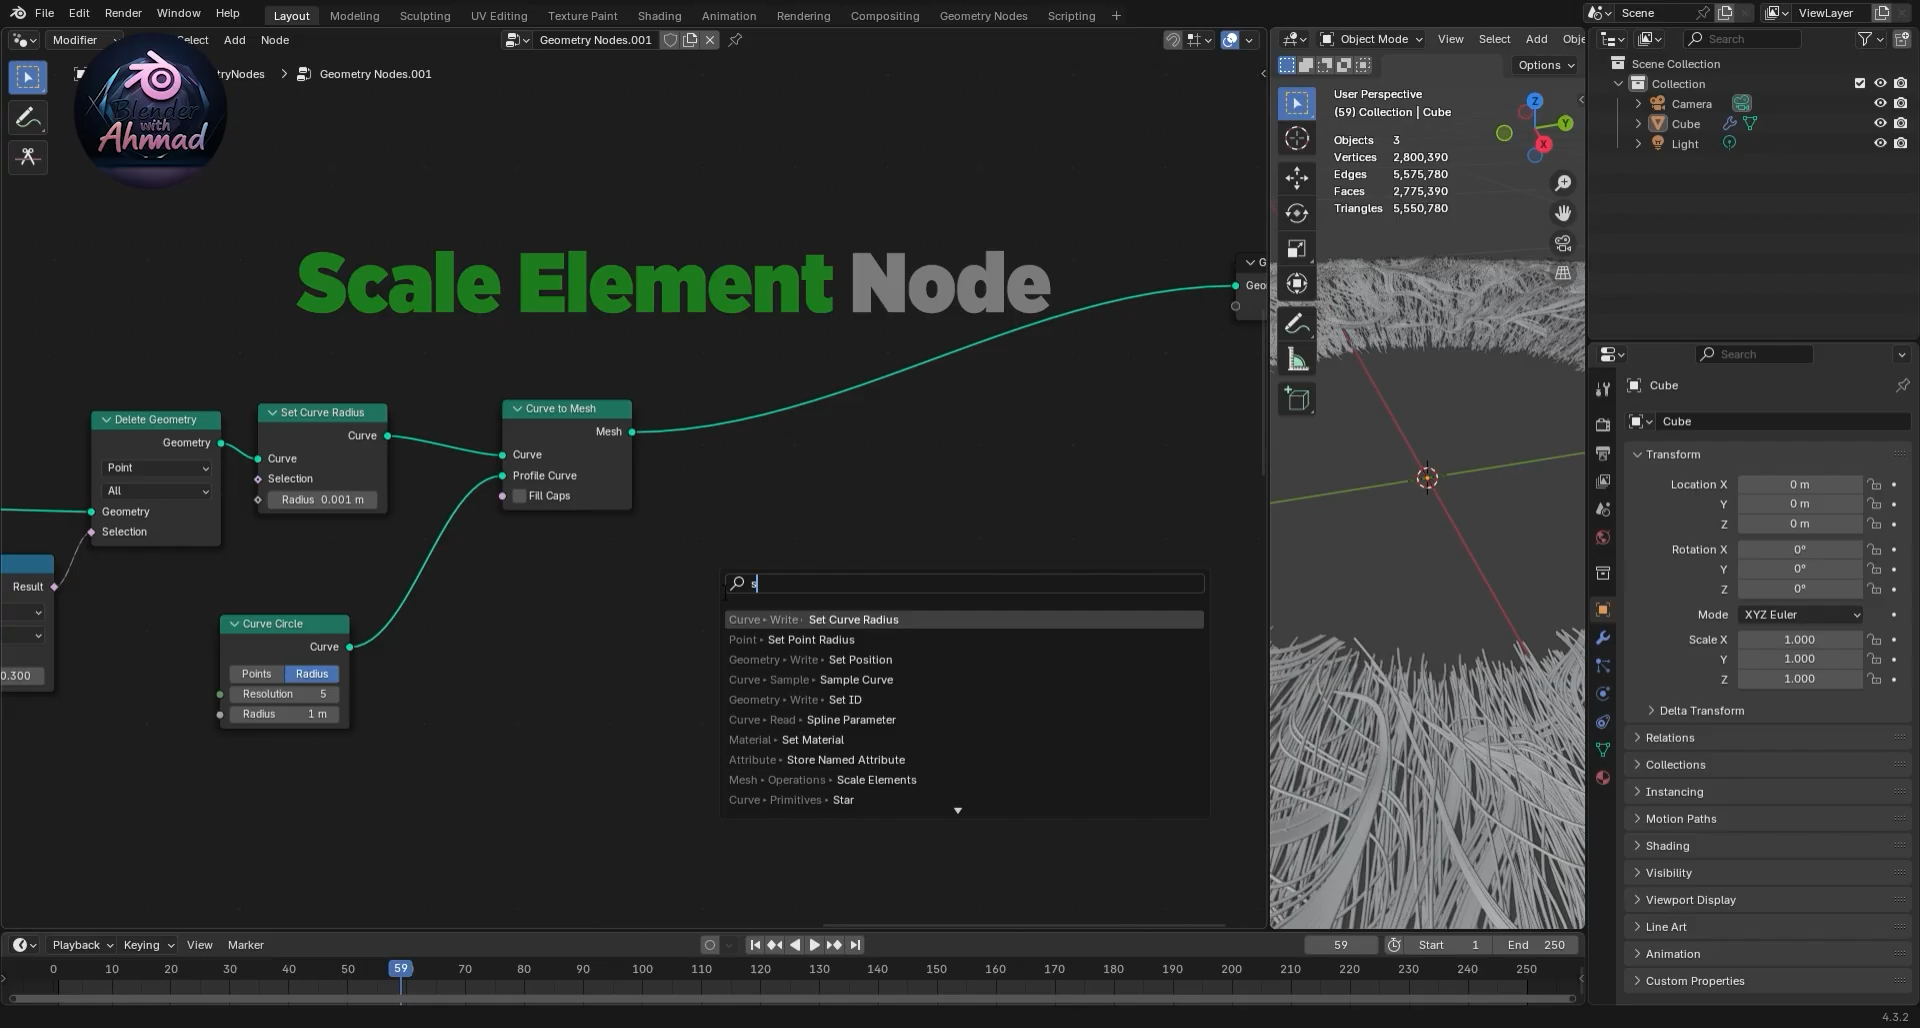 File Edit Render Window Help Layout Modeling Sculpting UV Editing Texture Paint Shading Animation Rendering Compositing Geometry Nodes Scripting + Scene ViewLayer
Modifier Select Add Node Geometry Nodes.001 Object Mode View Select Add Obje Search
tryNodes > Geometry Nodes.001 Options
Blender
with
Ahmad
User Perspective
(59) Collection | Cube
Objects 3
Vertices 2,800,390
Edges 5,575,780
Faces 2,775,390
Triangles 5,550,780
Z
Y
X
Scene Collection
Collection
Camera
Cube
Light
Scale Element Node
G
Geo
Delete Geometry
Geometry
Point
All
Geometry
Selection
Set Curve Radius
Curve
Curve
Selection
Radius 0.001 m
Curve to Mesh
Mesh
Curve
Profile Curve
Fill Caps
Result
0.300
Curve Circle
Curve
Points Radius
Resolution 5
Radius 1 m
s
Curve Write Set Curve Radius
Point Set Point Radius
Geometry Write Set Position
Curve Sample Sample Curve
Geometry Write Set ID
Curve Read Spline Parameter
Material Set Material
Attribute Store Named Attribute
Mesh Operations Scale Elements
Curve Primitives Star
Search
Cube
Cube
Transform
Location X 0 m
Y 0 m
Z 0 m
Rotation X 0°
Y 0°
Z 0°
Mode XYZ Euler
Scale X 1.000
Y 1.000
Z 1.000
Delta Transform
Relations
Collections
Instancing
Motion Paths
Shading
Visibility
Viewport Display
Line Art
Animation
Custom Properties
Playback Keying View Marker 59 Start 1 End 250
0 10 20 30 40 50 59 70 80 90 100 110 120 130 140 150 160 170 180 190 200 210 220 230 240 250
4.3.2